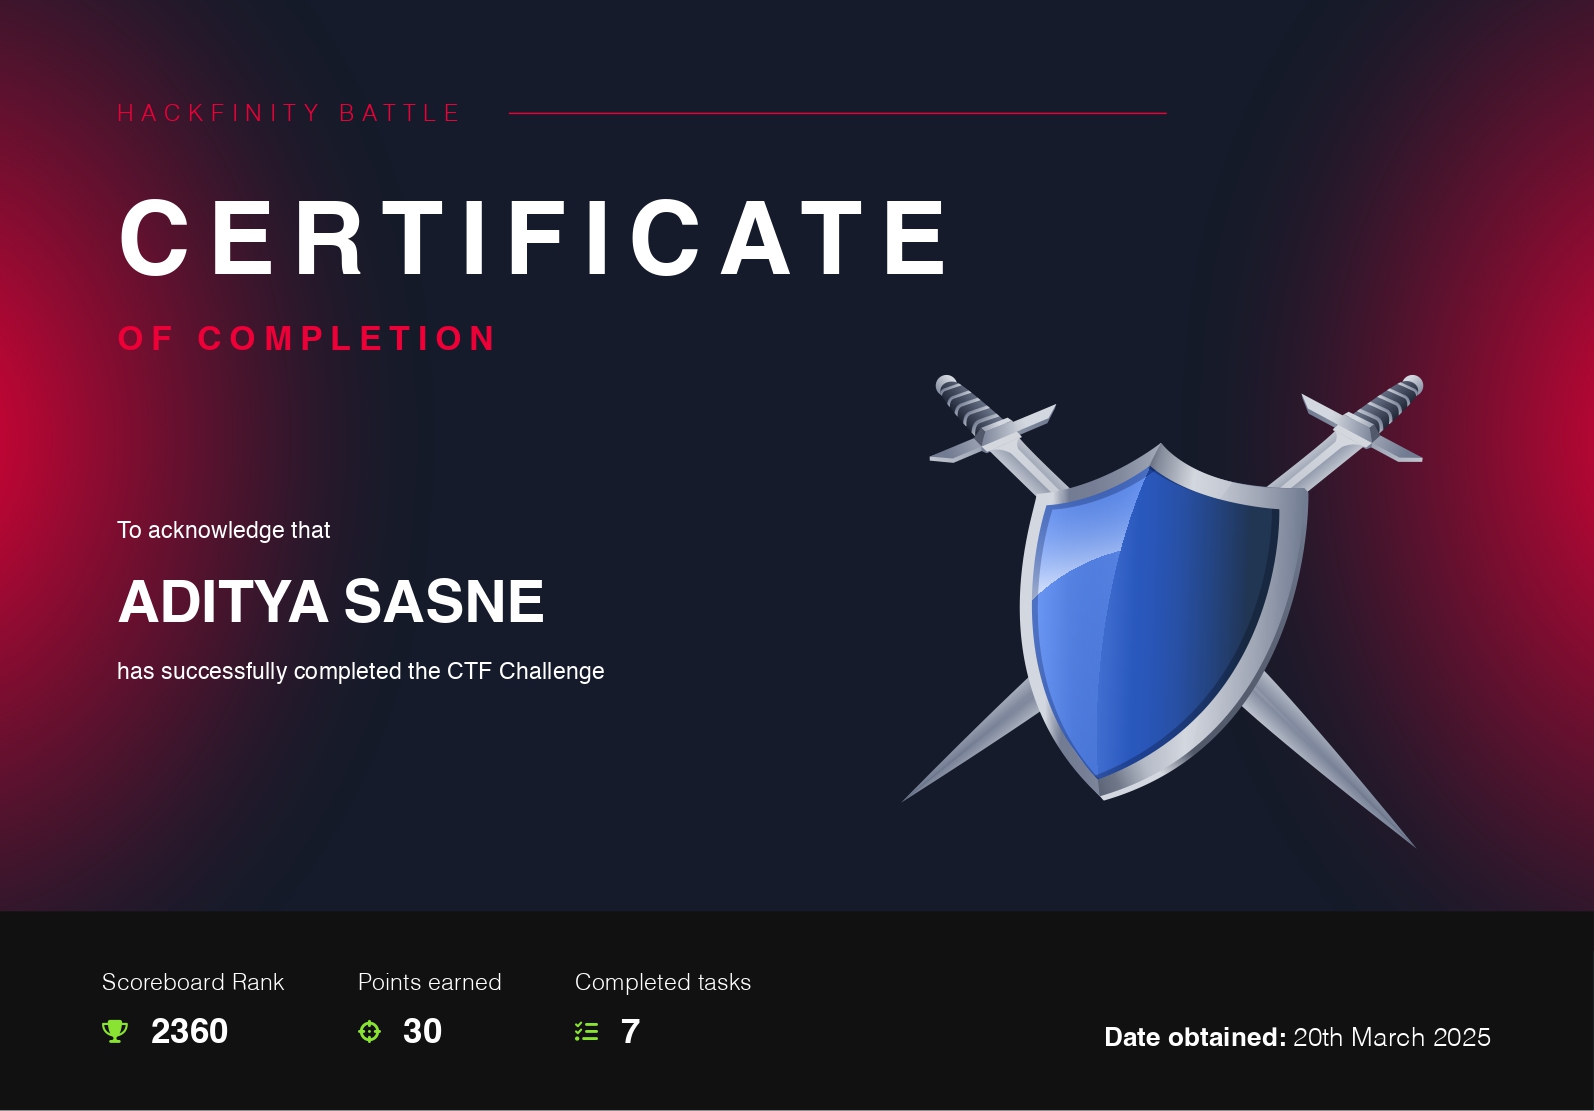 HACKFINITY BATTLE
CERTIFICATE
OF COMPLETION
To acknowledge that
ADITYA SASNE
has successfully completed the CTF Challenge
Scoreboard Rank
2360
Points earned
30
Completed tasks
7
Date obtained: 20th March 2025